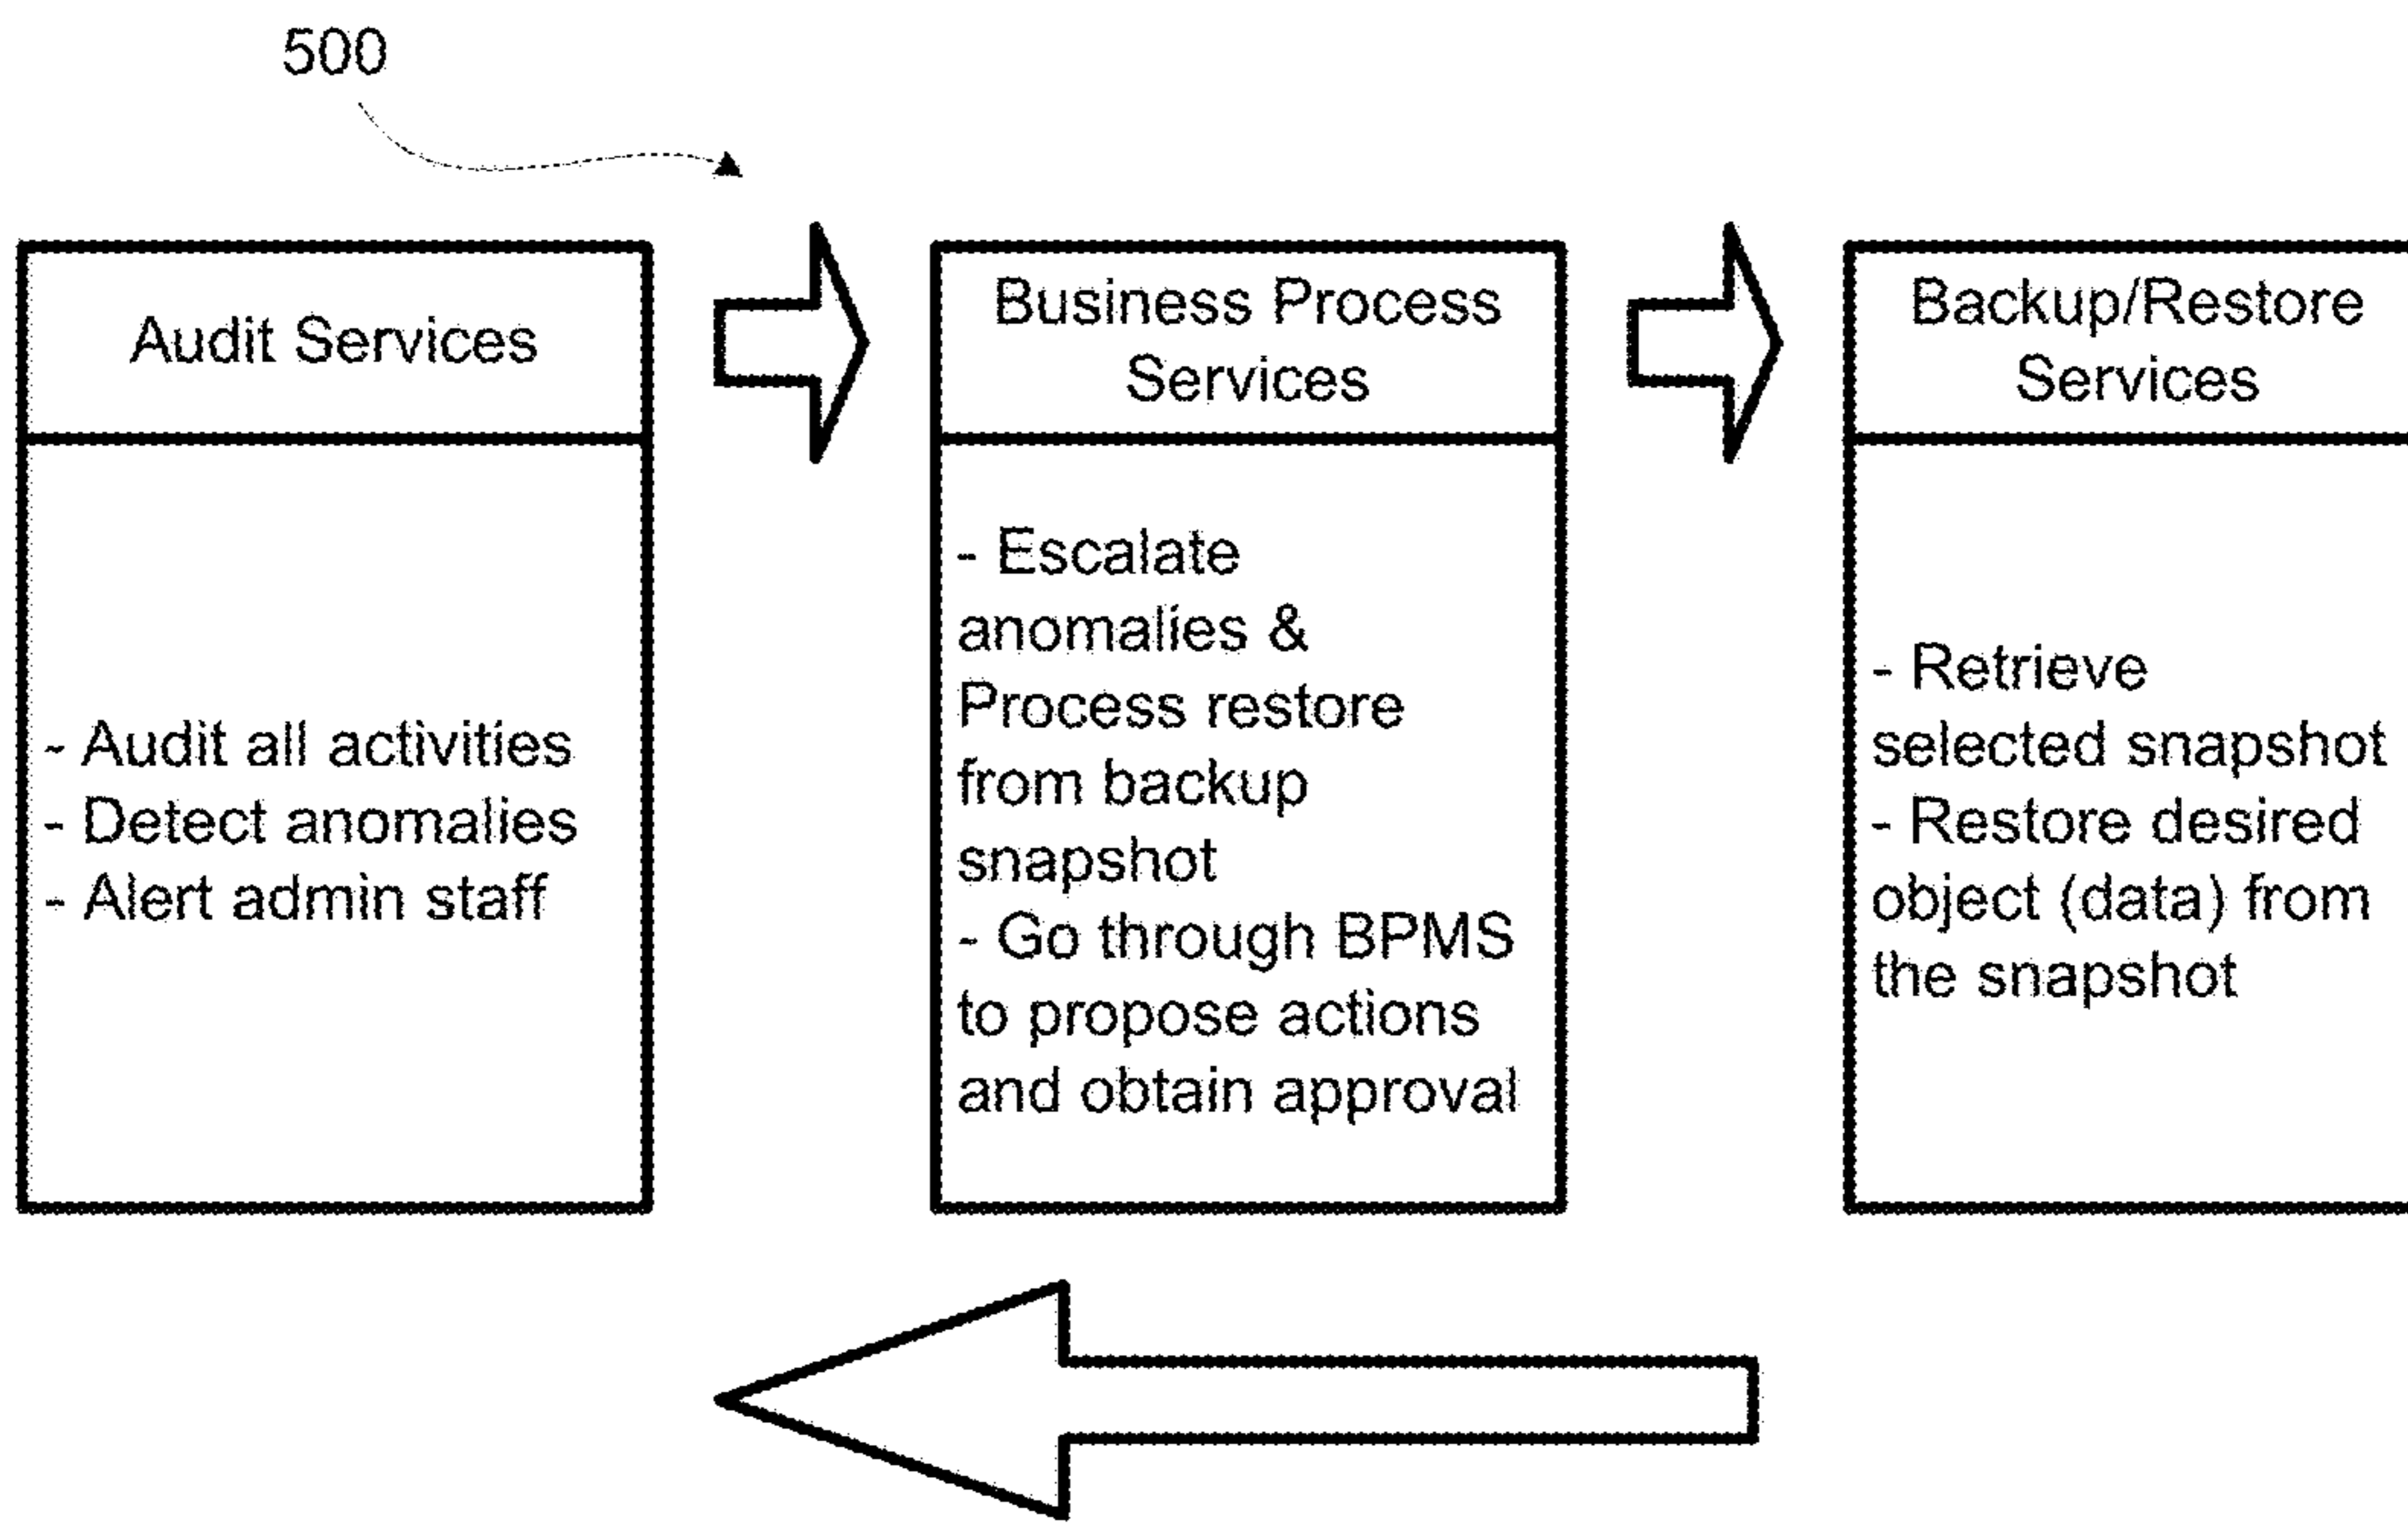 500
Audit Services
- Audit all activities
- Detect anomalies
- Alert admin staff
Business Process
Services
- Escalate
anomalies &
Process restore
from backup
snapshot
- Go through BPMS
to propose actions
and obtain approval
Backup/Restore
Services
- Retrieve
selected snapshot
- Restore desired
object (data) from
the snapshot